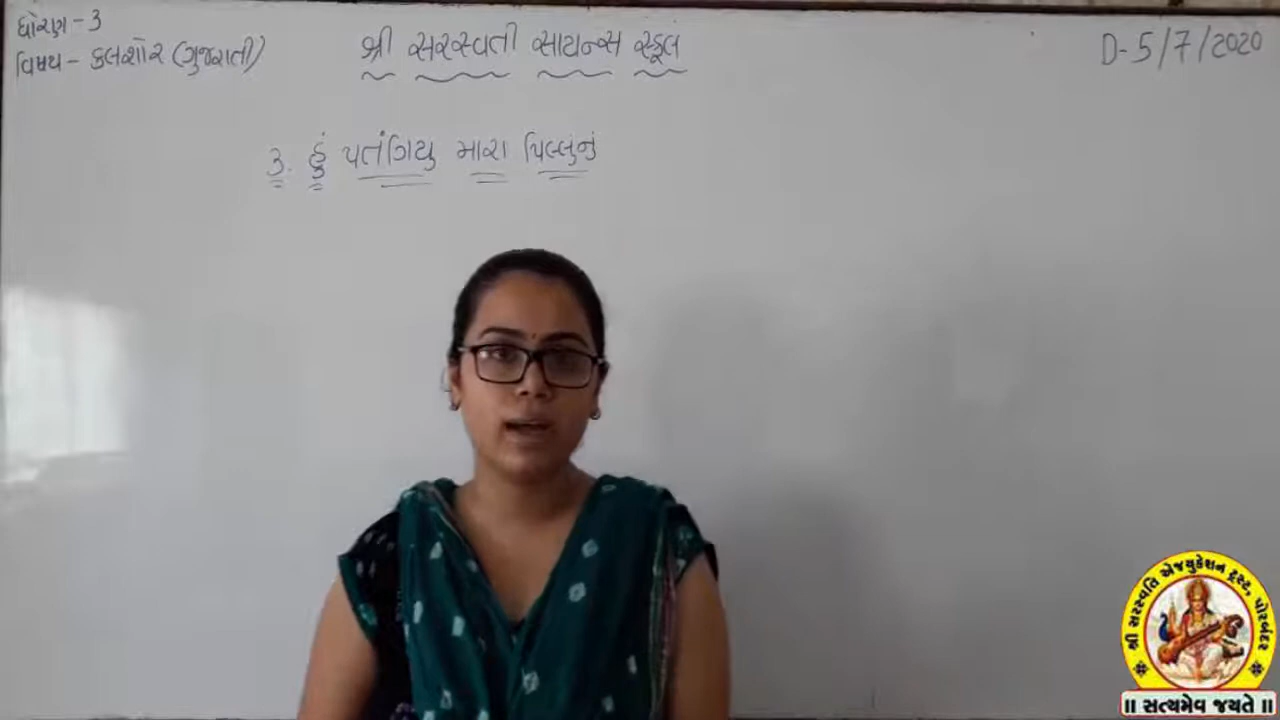 ધોરણ - 3
વિષય - કલશોર (ગુજરાતી)
શ્રી સરસ્વતી સાયન્સ સ્કૂલ
D-5/7/2020
૩. હું પતંગિયુ મારા પિલ્લુનું
શ્રી સરસ્વતિ એજ્યુકેશન ટ્રસ્ટ, પોરબંદર
॥ સત્યમેવ જયતે ॥